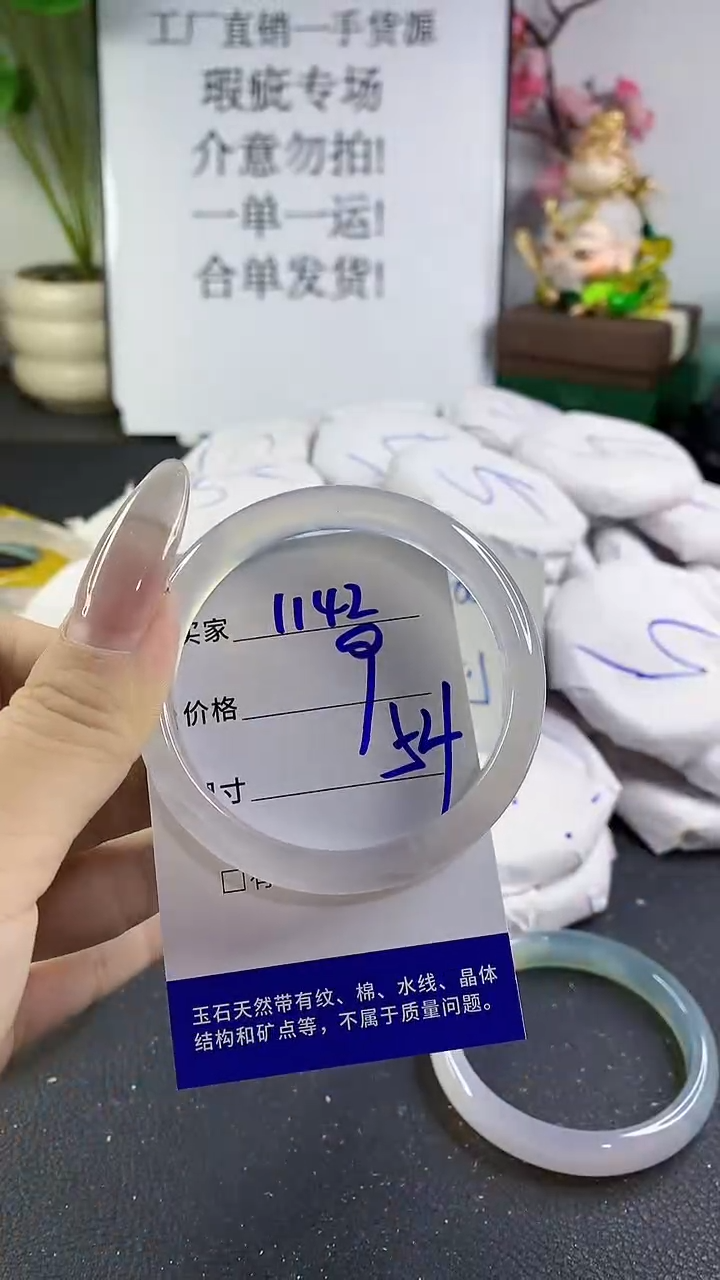 工厂直销一手货源
瑕疵专场
介意勿拍!
一单一运!
合单发货!
买家 1142
价格
寸 54
玉石天然带有纹、棉、水线、晶体
结构和矿点等，不属于质量问题。